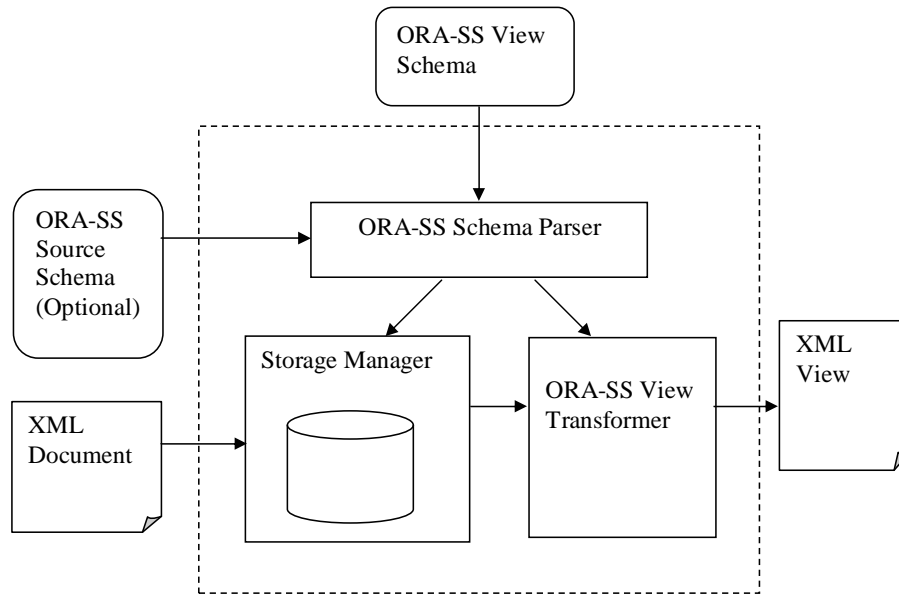 ORA-SS View
Schema
ORA-SS Schema Parser
ORA-SS
Source
Schema
(Optional)
Storage Manager
ORA-SS View
Transformer
XML
View
XML
Document